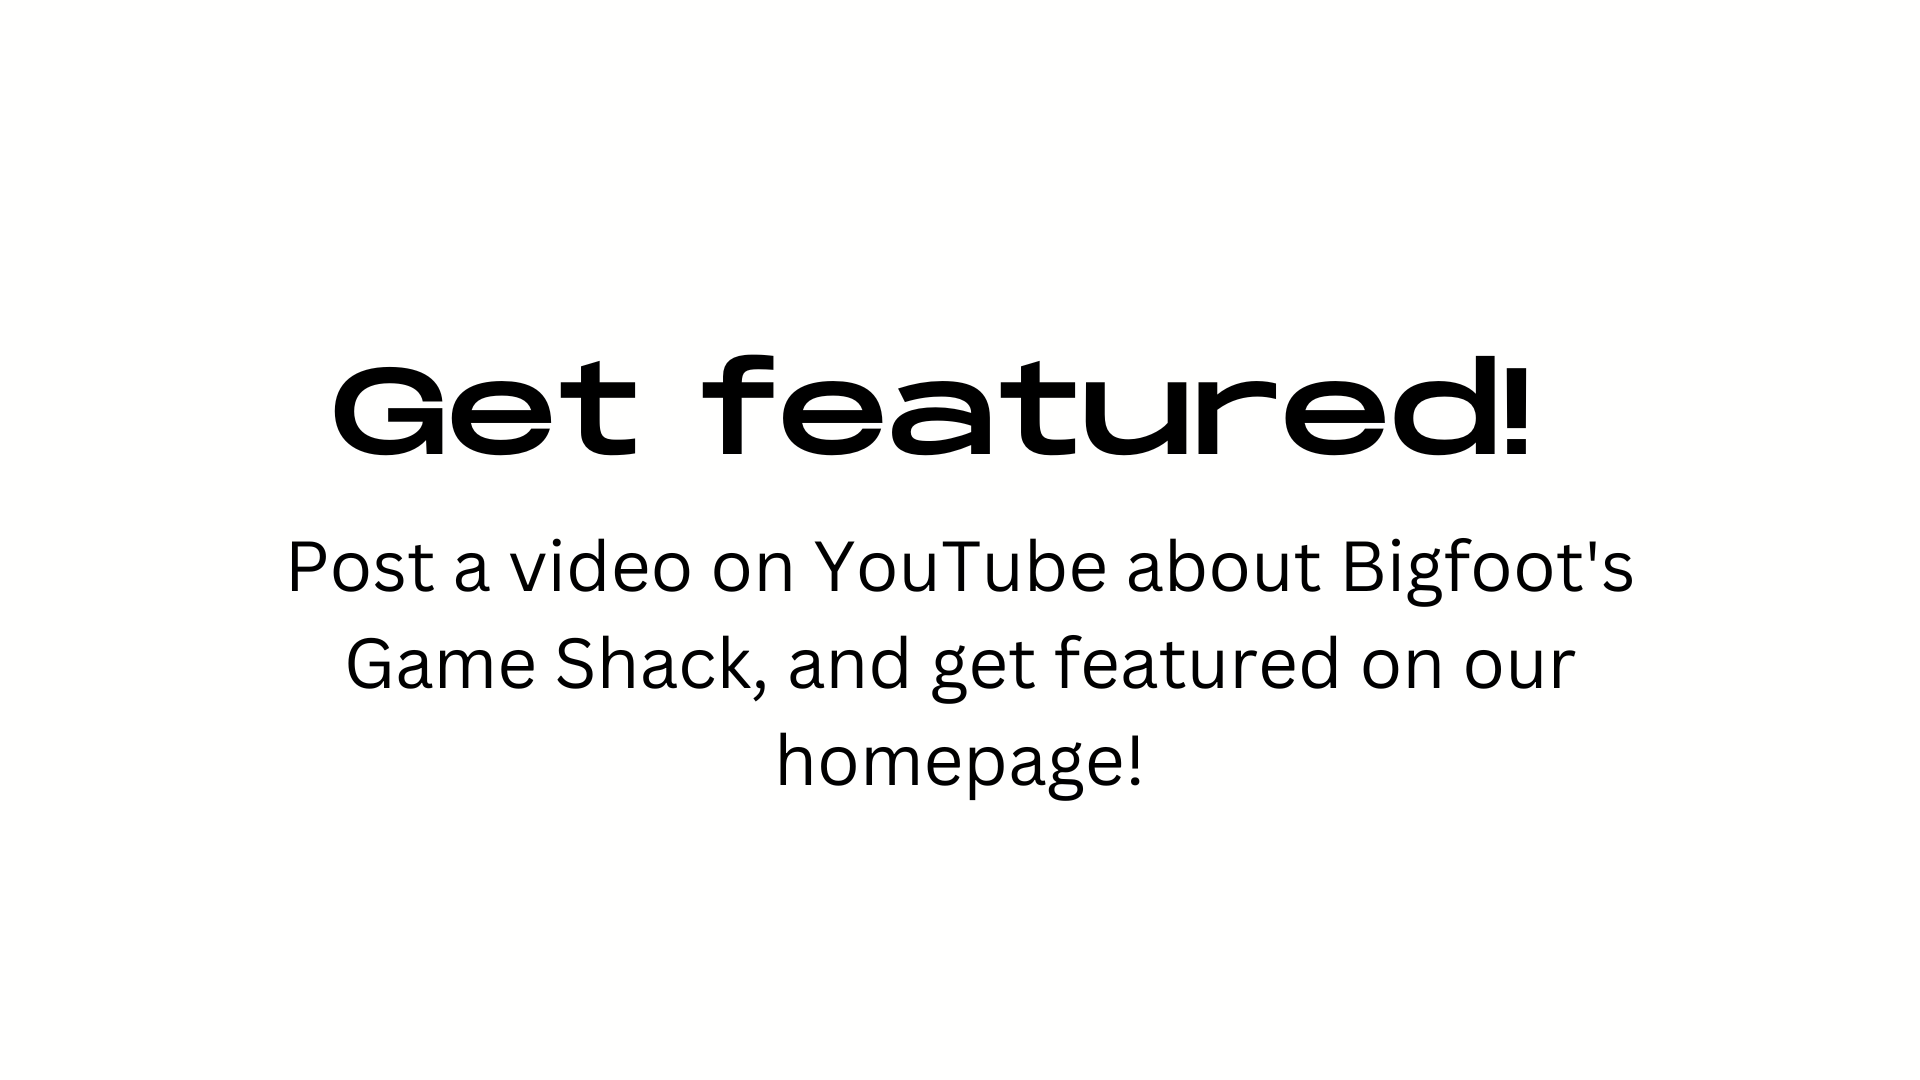 Get featured!
Post a video on YouTube about Bigfoot's
Game Shack, and get featured on our
homepage!